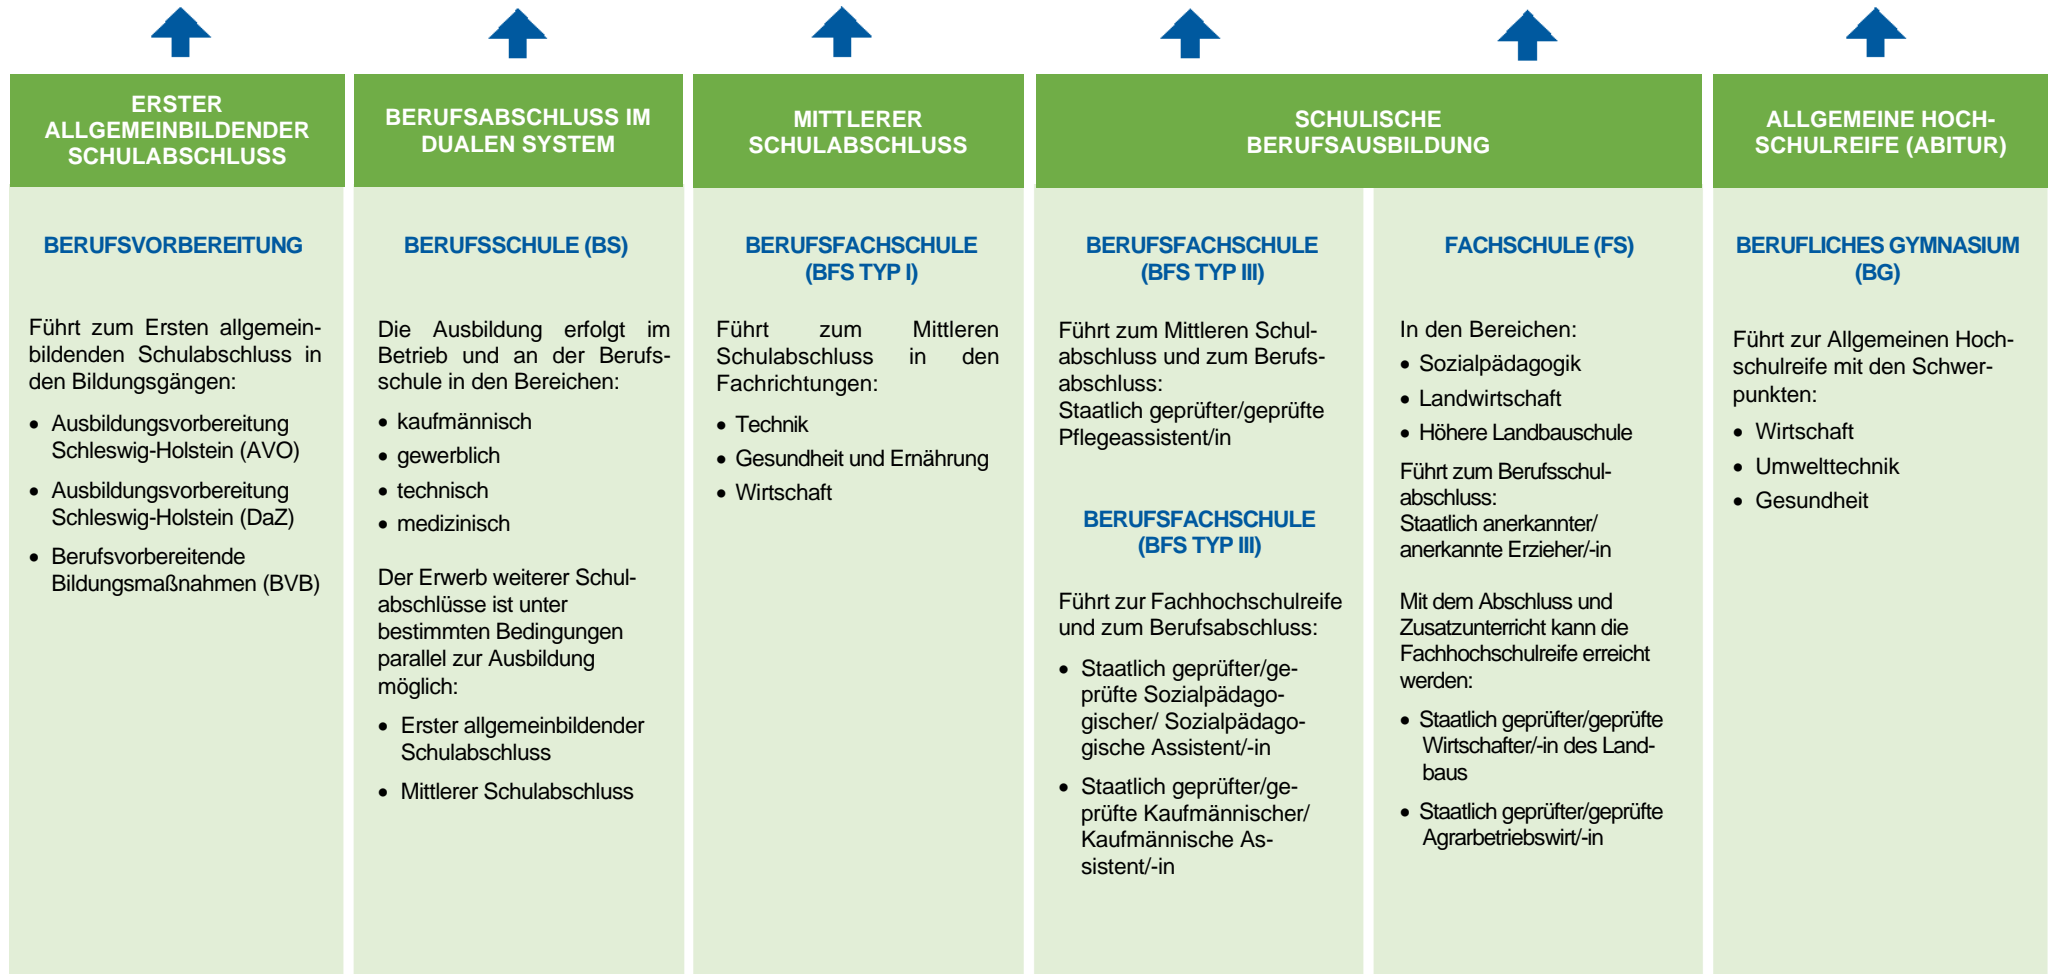 ERSTER
ALLGEMEINBILDENDER
SCHULABSCHLUSS
BERUFSVORBEREITUNG
Führt zum Ersten allgemein-
bildenden Schulabschluss in
den Bildungsgängen:
• Ausbildungsvorbereitung
Schleswig-Holstein (AVO)
• Ausbildungsvorbereitung
Schleswig-Holstein (DaZ)
• Berufsvorbereitende
Bildungsmaßnahmen (BVB)
BERUFSABSCHLUSS IM
DUALEN SYSTEM
BERUFSSCHULE (BS)
Die Ausbildung erfolgt im
Betrieb und an der Berufs-
schule in den Bereichen:
• kaufmännisch
• gewerblich
• technisch
• medizinisch
Der Erwerb weiterer Schul-
abschlüsse ist unter
bestimmten Bedingungen
parallel zur Ausbildung
möglich:
• Erster allgemeinbildender
Schulabschluss
• Mittlerer Schulabschluss
MITTLERER
SCHULABSCHLUSS
BERUFSFACHSCHULE
(BFS TYP I)
Führt zum Mittleren
Schulabschluss in den
Fachrichtungen:
• Technik
• Gesundheit und Ernährung
• Wirtschaft
SCHULISCHE
BERUFSAUSBILDUNG
BERUFSFACHSCHULE
(BFS TYP III)
Führt zum Mittleren Schul-
abschluss und zum Berufs-
abschluss:
Staatlich geprüfter/geprüfte
Pflegeassistent/in
BERUFSFACHSCHULE
(BFS TYP III)
Führt zur Fachhochschulreife
und zum Berufsabschluss:
• Staatlich geprüfter/ge-
prüfte Sozialpädago-
gischer/ Sozialpädago-
gische Assistent/-in
• Staatlich geprüfter/ge-
prüfte Kaufmännischer/
Kaufmännische As-
sistent/-in
FACHSCHULE (FS)
In den Bereichen:
• Sozialpädagogik
• Landwirtschaft
• Höhere Landbauschule
Führt zum Berufsschul-
abschluss:
Staatlich anerkannter/
anerkannte Erzieher/-in
Mit dem Abschluss und
Zusatzunterricht kann die
Fachhochschulreife erreicht
werden:
• Staatlich geprüfter/geprüfte
Wirtschafter/-in des Land-
baus
• Staatlich geprüfter/geprüfte
Agrarbetriebswirt/-in
ALLGEMEINE HOCH-
SCHULREIFE (ABITUR)
BERUFLICHES GYMNASIUM
(BG)
Führt zur Allgemeinen Hoch-
schulreife mit den Schwer-
punkten:
• Wirtschaft
• Umwelttechnik
• Gesundheit